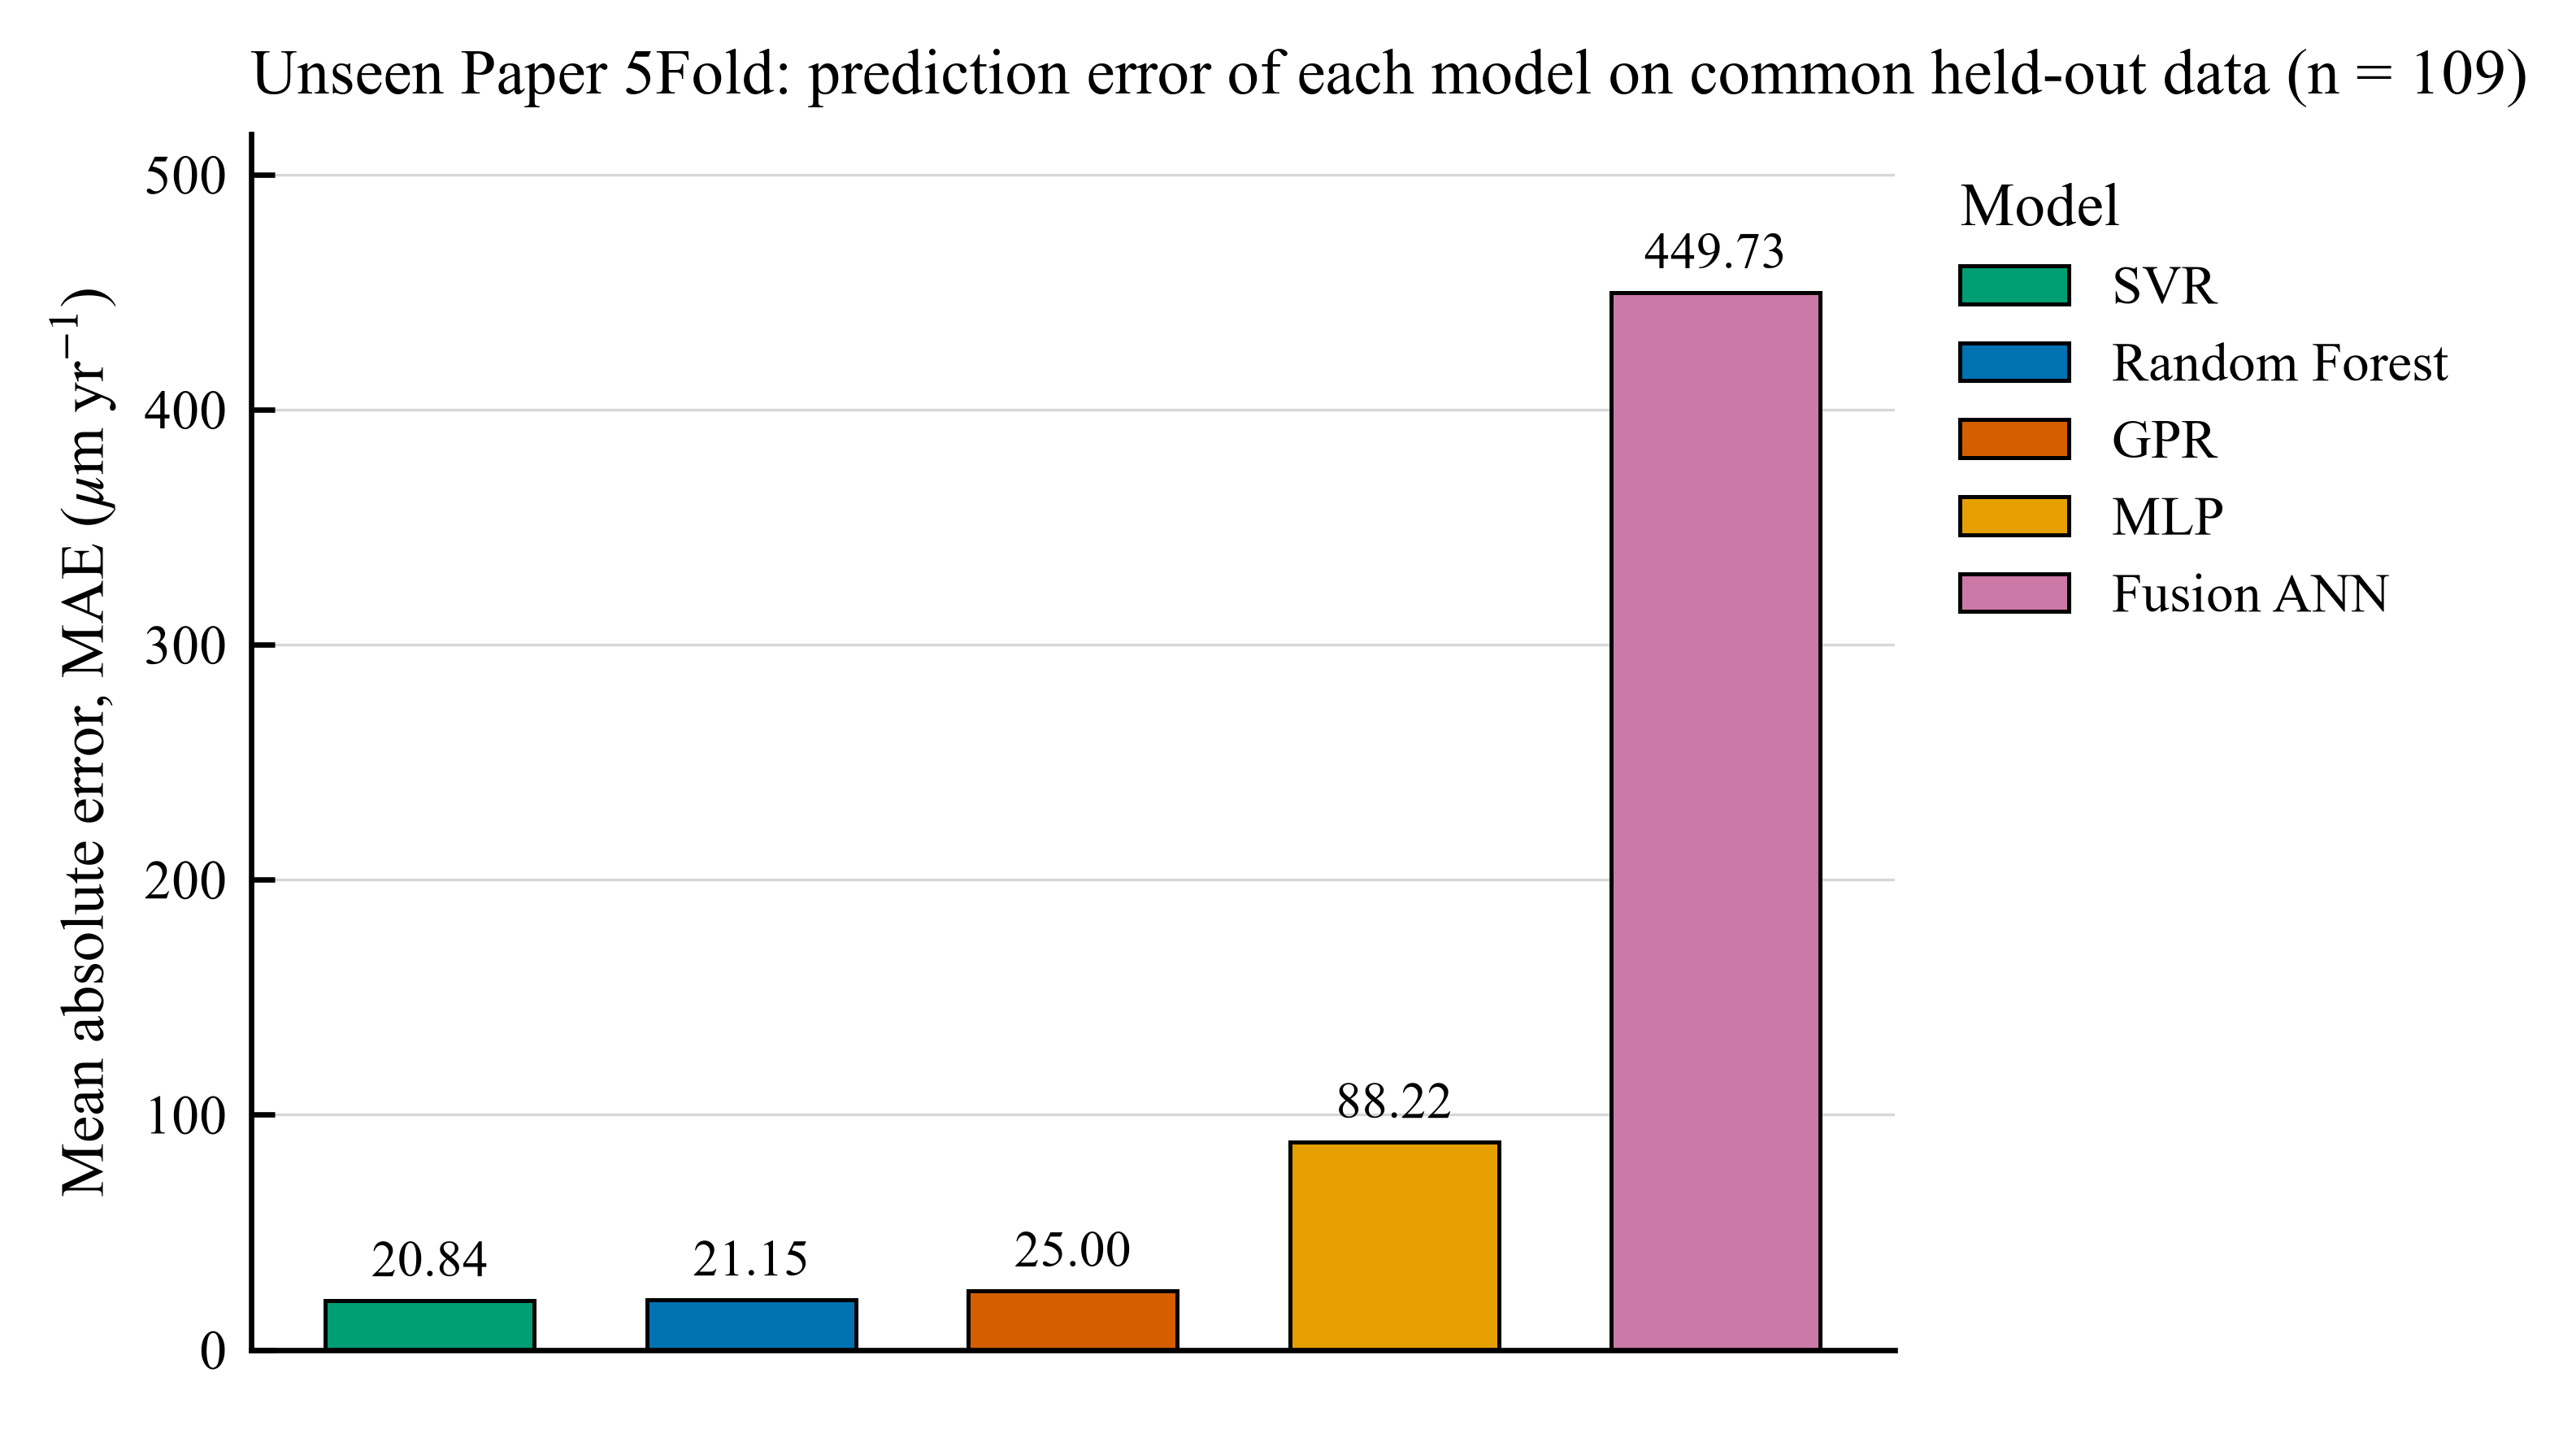 Unseen Paper 5Fold: prediction error of each model on common held-out data (n = 109)
Mean absolute error, MAE (μm yr⁻¹)
500
400
300
200
100
0
20.84
21.15
25.00
88.22
449.73
Model
SVR
Random Forest
GPR
MLP
Fusion ANN